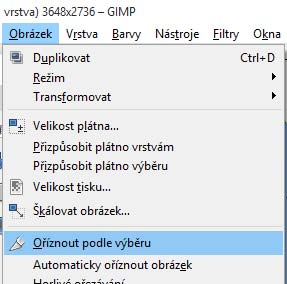 vrstva) 3648x2736 – GIMP
Obrázek Vrstva Barvy Nástroje Filtry Okna
Duplikovat Ctrl+D
Režim
Transformovat
Velikost plátna...
Přizpůsobit plátno vrstvám
Přizpůsobit plátno výběru
Velikost tisku...
Škálovat obrázek...
Oříznout podle výběru
Automaticky oříznout obrázek
Horlivé ořezávání